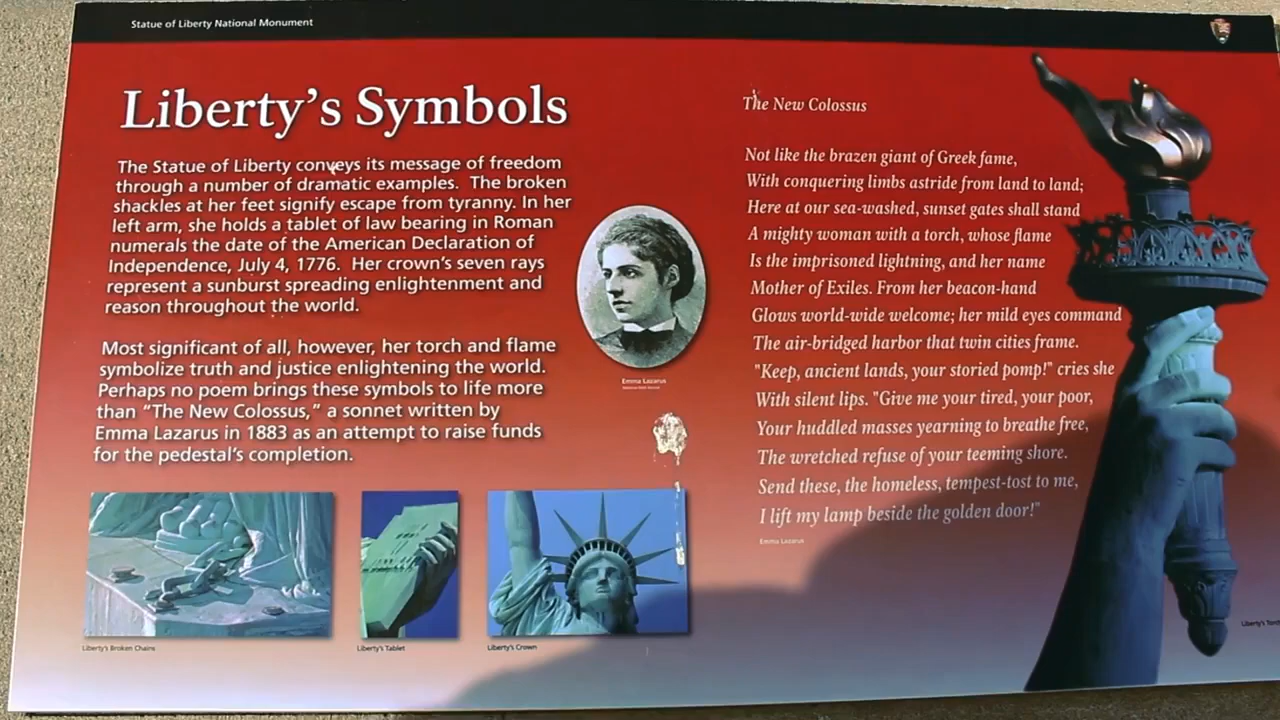 Statue of Liberty National Monument
Liberty's Symbols
The Statue of Liberty conveys its message of freedom
through a number of dramatic examples. The broken
shackles at her feet signify escape from tyranny. In her
left arm, she holds a tablet of law bearing in Roman
numerals the date of the American Declaration of
Independence, July 4, 1776. Her crown's seven rays
represent a sunburst spreading enlightenment and
reason throughout the world.
Most significant of all, however, her torch and flame
symbolize truth and justice enlightening the world.
Perhaps no poem brings these symbols to life more
than “The New Colossus,” a sonnet written by
Emma Lazarus in 1883 as an attempt to raise funds
for the pedestal's completion.
Emma Lazarus
Liberty's Broken Chains
Liberty's Tablet
Liberty's Crown
The New Colossus
Not like the brazen giant of Greek fame,
With conquering limbs astride from land to land;
Here at our sea-washed, sunset gates shall stand
A mighty woman with a torch, whose flame
Is the imprisoned lightning, and her name
Mother of Exiles. From her beacon-hand
Glows world-wide welcome; her mild eyes command
The air-bridged harbor that twin cities frame.
"Keep, ancient lands, your storied pomp!" cries she
With silent lips. "Give me your tired, your poor,
Your huddled masses yearning to breathe free,
The wretched refuse of your teeming shore.
Send these, the homeless, tempest-tost to me,
I lift my lamp beside the golden door!"
Emma Lazarus
Liberty's